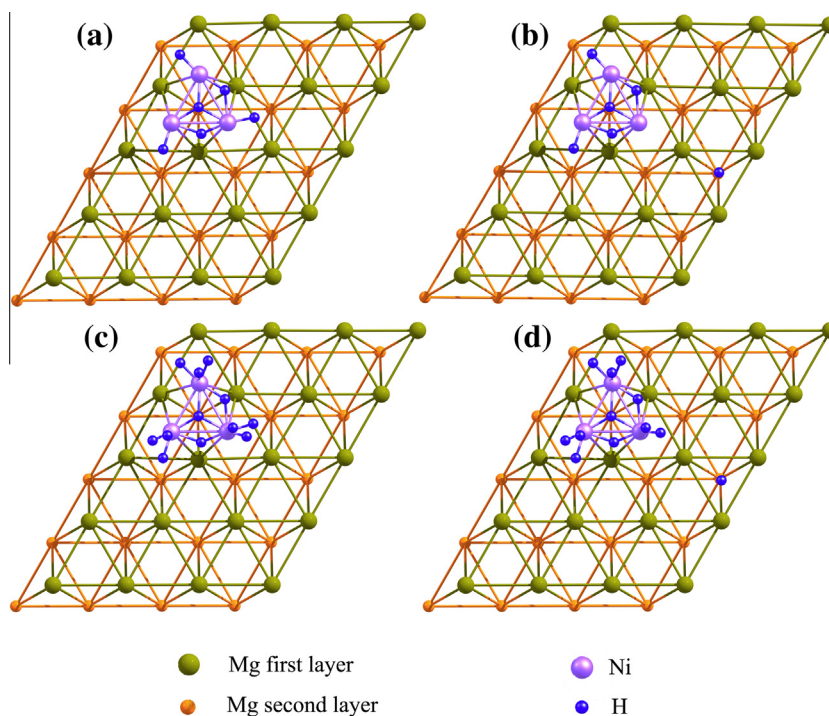 (a)
(b)
(c)
(d)
Mg first layer
Ni
Mg second layer
H